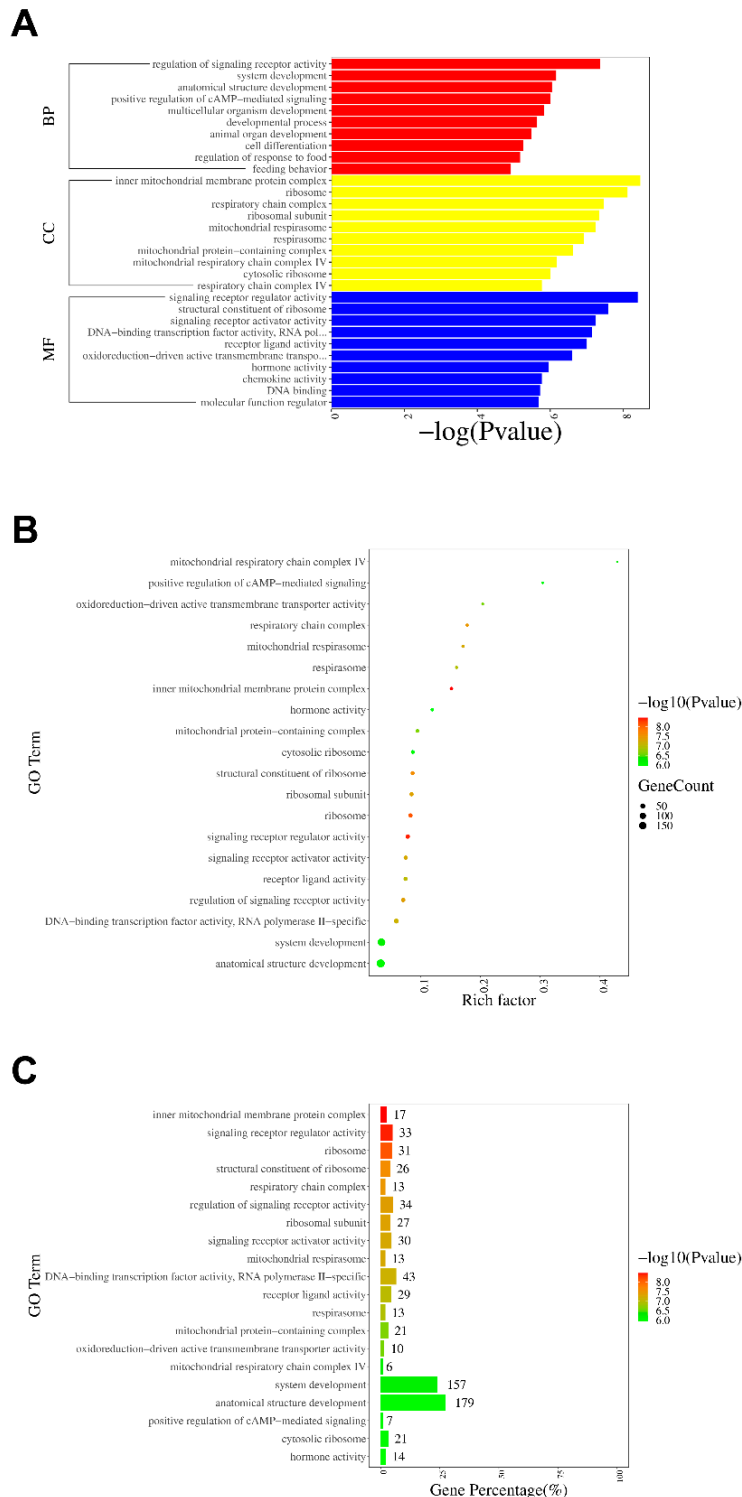 A
BP
regulation of signaling receptor activity
system development
anatomical structure development
positive regulation of cAMP−mediated signaling
multicellular organism development
developmental process
animal organ development
cell differentiation
regulation of response to food
feeding behavior
CC
inner mitochondrial membrane protein complex
ribosome
respiratory chain complex
ribosomal subunit
mitochondrial respirasome
respirasome
mitochondrial protein−containing complex
mitochondrial respiratory chain complex IV
cytosolic ribosome
respiratory chain complex IV
MF
signaling receptor regulator activity
structural constituent of ribosome
signaling receptor activator activity
DNA−binding transcription factor activity, RNA pol...
receptor ligand activity
oxidoreduction−driven active transmembrane transpo...
hormone activity
chemokine activity
DNA binding
molecular function regulator
0 2 4 6 8
−log(Pvalue)
B
GO Term
mitochondrial respiratory chain complex IV
positive regulation of cAMP−mediated signaling
oxidoreduction−driven active transmembrane transporter activity
respiratory chain complex
mitochondrial respirasome
respirasome
inner mitochondrial membrane protein complex
hormone activity
mitochondrial protein−containing complex
cytosolic ribosome
structural constituent of ribosome
ribosomal subunit
ribosome
signaling receptor regulator activity
signaling receptor activator activity
receptor ligand activity
regulation of signaling receptor activity
DNA−binding transcription factor activity, RNA polymerase II−specific
system development
anatomical structure development
0.1 0.2 0.3 0.4
Rich factor
−log10(Pvalue)
8.0
7.5
7.0
6.5
6.0
GeneCount
50
100
150
C
GO Term
inner mitochondrial membrane protein complex 17
signaling receptor regulator activity 33
ribosome 31
structural constituent of ribosome 26
respiratory chain complex 13
regulation of signaling receptor activity 34
ribosomal subunit 27
signaling receptor activator activity 30
mitochondrial respirasome 13
DNA−binding transcription factor activity, RNA polymerase II−specific 43
receptor ligand activity 29
respirasome 13
mitochondrial protein−containing complex 21
oxidoreduction−driven active transmembrane transporter activity 10
mitochondrial respiratory chain complex IV 6
system development 157
anatomical structure development 179
positive regulation of cAMP−mediated signaling 7
cytosolic ribosome 21
hormone activity 14
0 25 50 75 100
Gene Percentage(%)
−log10(Pvalue)
8.0
7.5
7.0
6.5
6.0